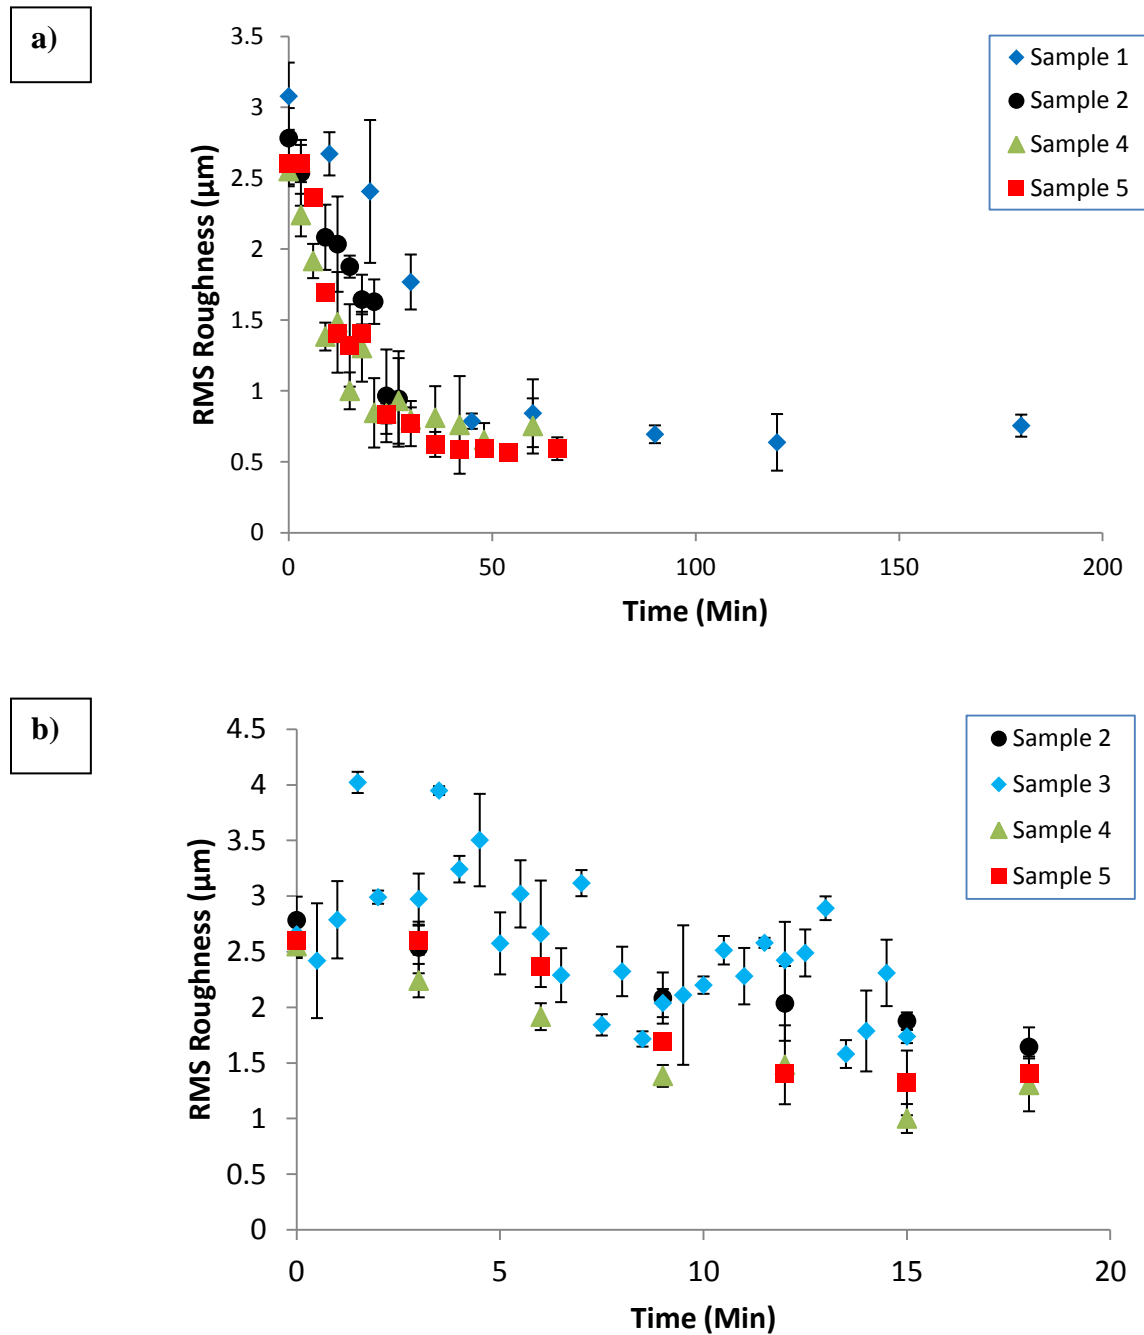 a)
3.5
3
2.5
2
1.5
1
0.5
0
0 50 100 150 200
RMS Roughness (µm)
Time (Min)
Sample 1
Sample 2
Sample 4
Sample 5
b)
4.5
4
3.5
3
2.5
2
1.5
1
0.5
0
0 5 10 15 20
RMS Roughness (µm)
Time (Min)
Sample 2
Sample 3
Sample 4
Sample 5